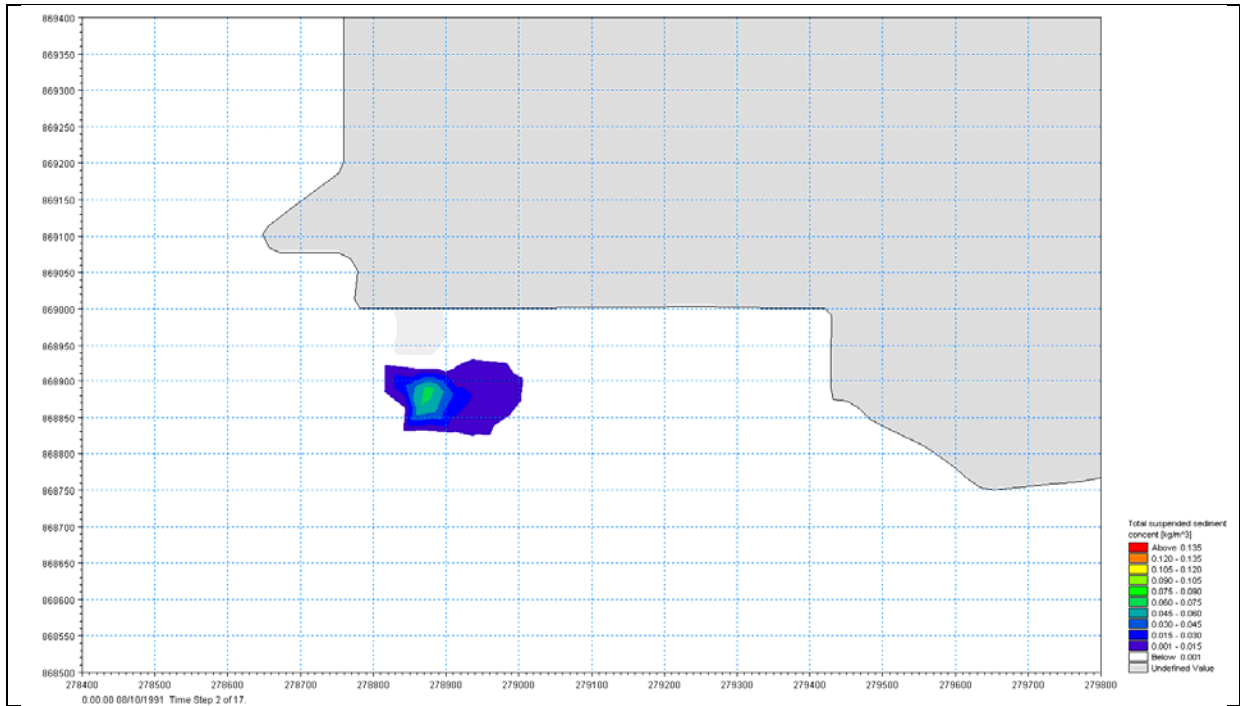 869400
869350
869300
869250
869200
869150
869100
869050
869000
868950
868900
868850
868800
868750
868700
868650
868600
868550
868500
278400 278500 278600 278700 278800 278900 279000 279100 279200 279300 279400 279500 279600 279700 279800
0:00:00 08/10/1991 Time Step 2 of 17.
Total suspended sediment
concent [kg/m^3]
Above 0.135
0.120 - 0.135
0.105 - 0.120
0.090 - 0.105
0.075 - 0.090
0.060 - 0.075
0.045 - 0.060
0.030 - 0.045
0.015 - 0.030
0.001 - 0.015
Below 0.001
Undefined Value